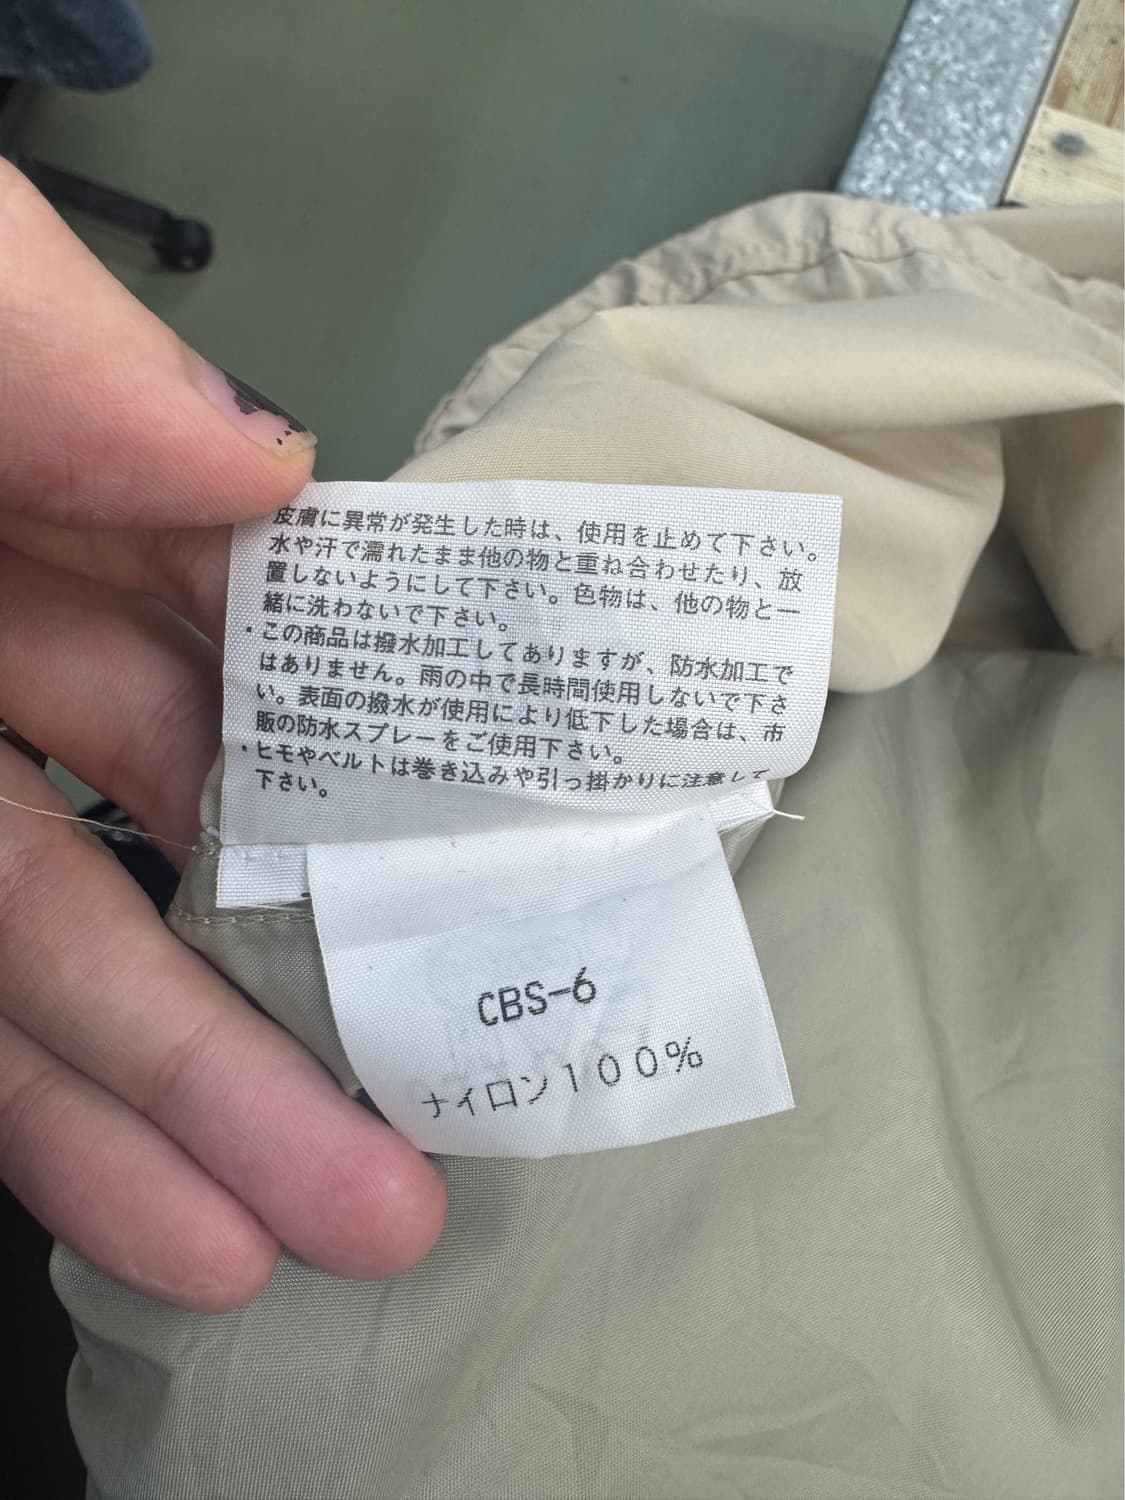 皮膚に異常が発生した時は、使用を止めて下さい。
水や汗で濡れたまま他の物と重ね合わせたり、放
置しないようにして下さい。色物は、他の物と一
緒に洗わないで下さい。
・この商品は撥水加工してありますが、防水加工で
はありません。雨の中で長時間使用しないで下さ
い。表面の撥水が使用により低下した場合は、市
販の防水スプレーをご使用下さい。
・ヒモやベルトは巻き込みや引っ掛かりに注意して
下さい。
CBS-6
ナイロン100%